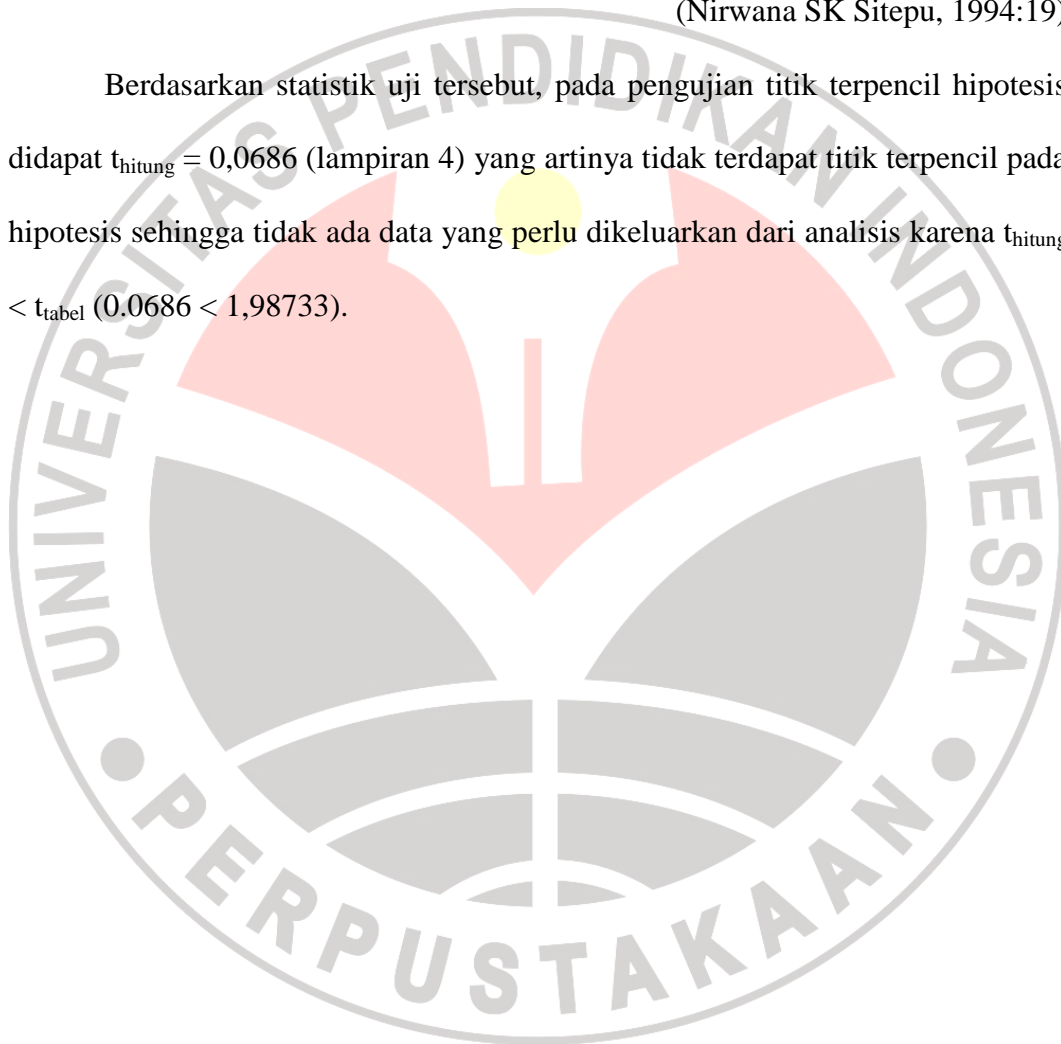 (Nirwana SK Sitepu, 1994:19)
Berdasarkan statistik uji tersebut, pada pengujian titik terpencil hipotesis
didapat thitung = 0,0686 (lampiran 4) yang artinya tidak terdapat titik terpencil pada
hipotesis sehingga tidak ada data yang perlu dikeluarkan dari analisis karena thitung
< ttabel (0.0686 < 1,98733).
UNIVERSITAS PENDIDIKAN INDONESIA
PERPUSTAKAAN